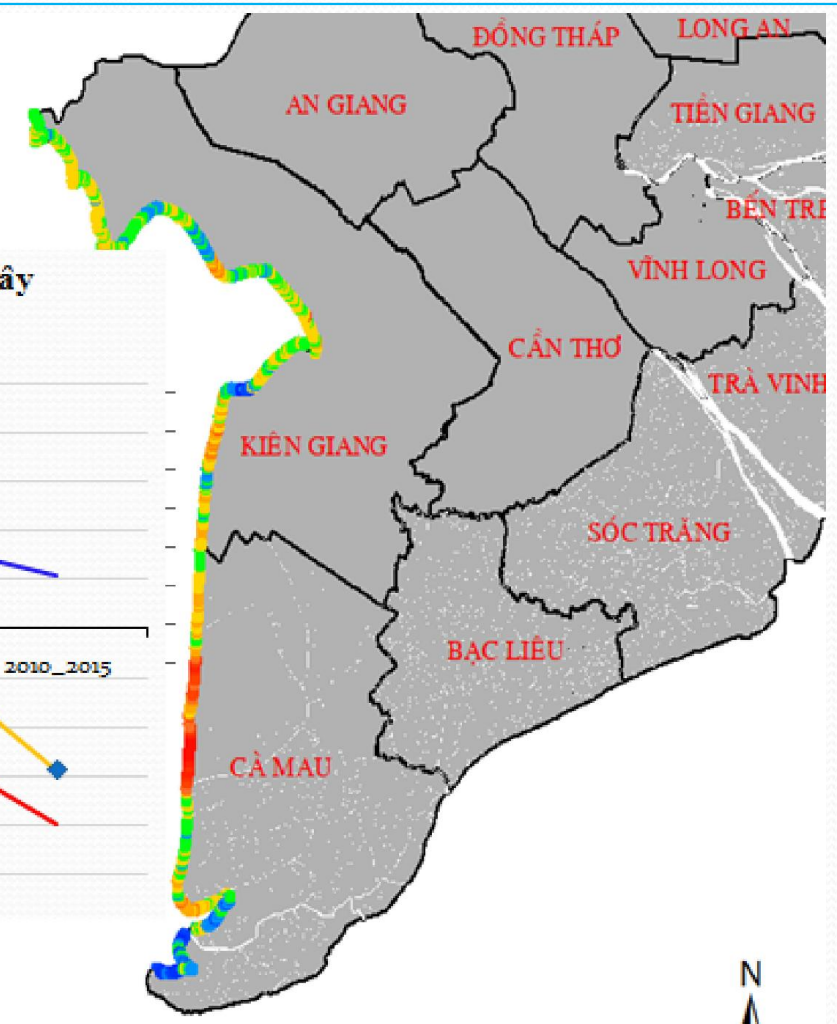 ĐỒNG THÁP
LONG AN
AN GIANG
TIỀN GIANG
BẾN TRE
VĨNH LONG
ây
CẦN THƠ
TRÀ VINH
KIÊN GIANG
SÓC TRĂNG
BẠC LIÊU
2010_2015
CÀ MAU
N